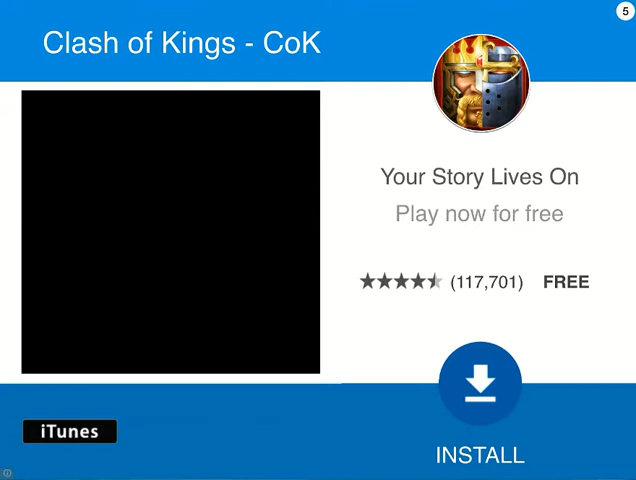 5
Clash of Kings - CoK
Your Story Lives On
Play now for free
(117,701) FREE
iTunes
INSTALL